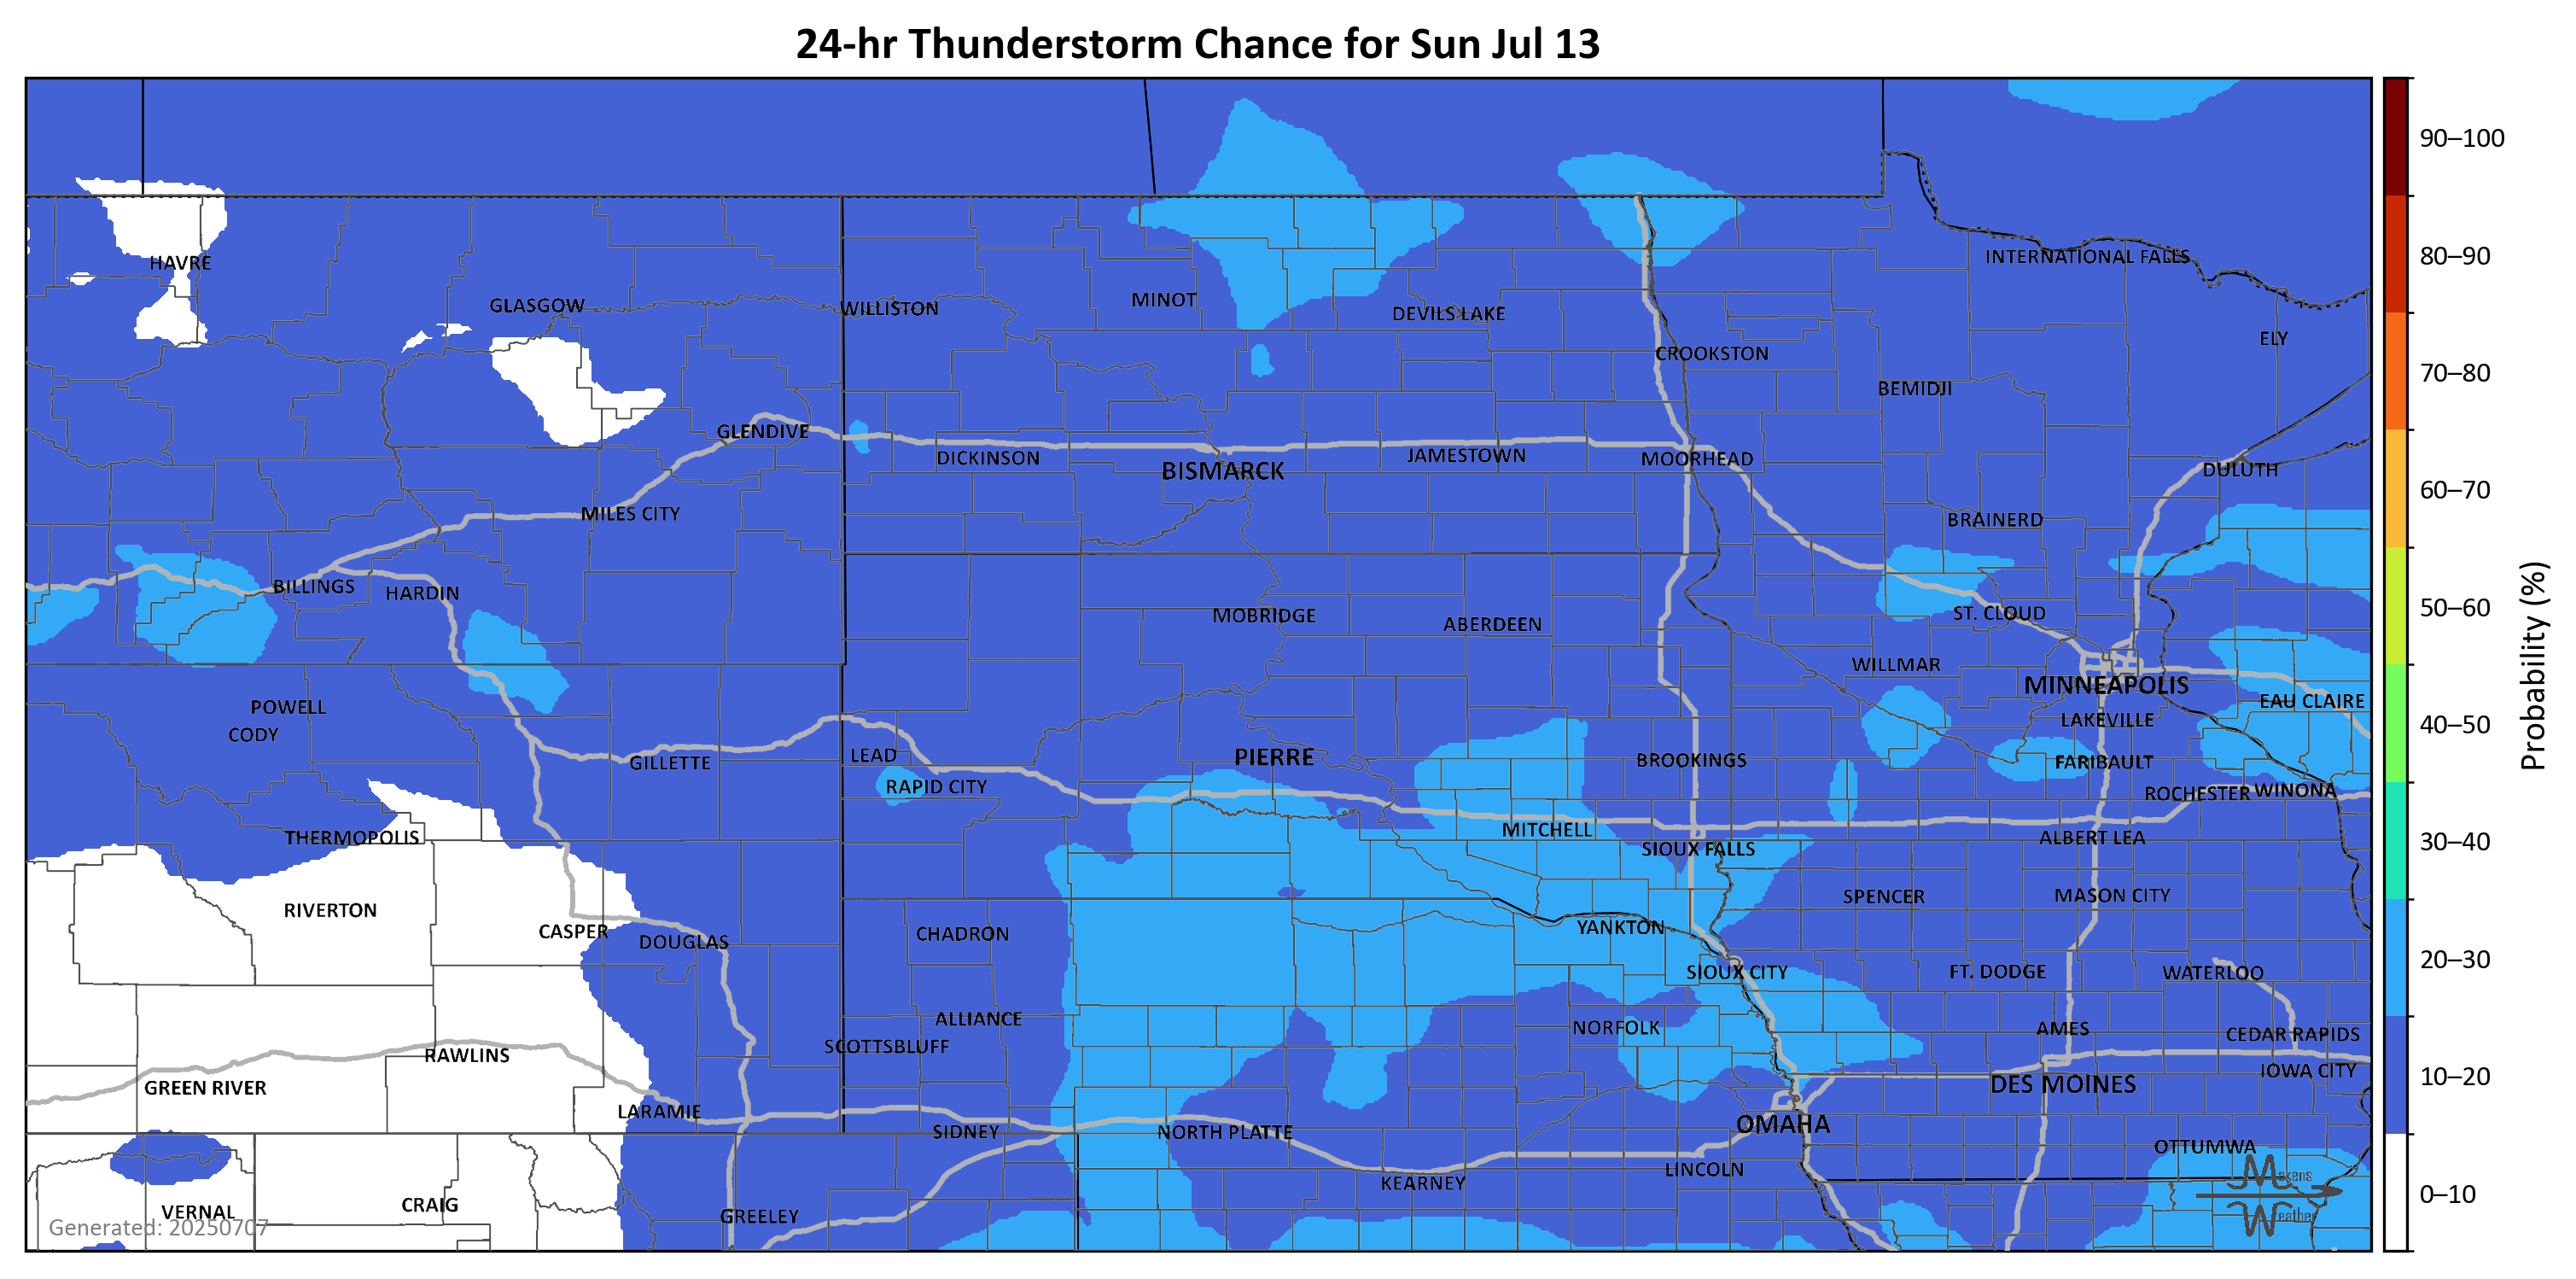 24-hr Thunderstorm Chance for Sun Jul 13
90–100
80–90
70–80
60–70
50–60
40–50
30–40
20–30
10–20
0–10
Probability (%)
HAVRE
GLASGOW
WILLISTON
MINOT
DEVILS LAKE
INTERNATIONAL FALLS
ELY
CROOKSTON
BEMIDJI
GLENDIVE
DICKINSON
BISMARCK
JAMESTOWN
MOORHEAD
DULUTH
MILES CITY
BRAINERD
BILLINGS
HARDIN
MOBRIDGE
ABERDEEN
ST. CLOUD
WILLMAR
MINNEAPOLIS
EAU CLAIRE
POWELL
CODY
LAKEVILLE
GILLETTE
LEAD
PIERRE
BROOKINGS
FARIBAULT
RAPID CITY
ROCHESTER
WINONA
THERMOPOLIS
MITCHELL
ALBERT LEA
SIOUX FALLS
RIVERTON
SPENCER
MASON CITY
CASPER
DOUGLAS
CHADRON
YANKTON
SIOUX CITY
FT. DODGE
WATERLOO
ALLIANCE
NORFOLK
AMES
CEDAR RAPIDS
SCOTTSBLUFF
RAWLINS
GREEN RIVER
DES MOINES
IOWA CITY
LARAMIE
SIDNEY
NORTH PLATTE
OMAHA
OTTUMWA
LINCOLN
KEARNEY
VERNAL
CRAIG
GREELEY
Generated: 20250707
Makens
Weather